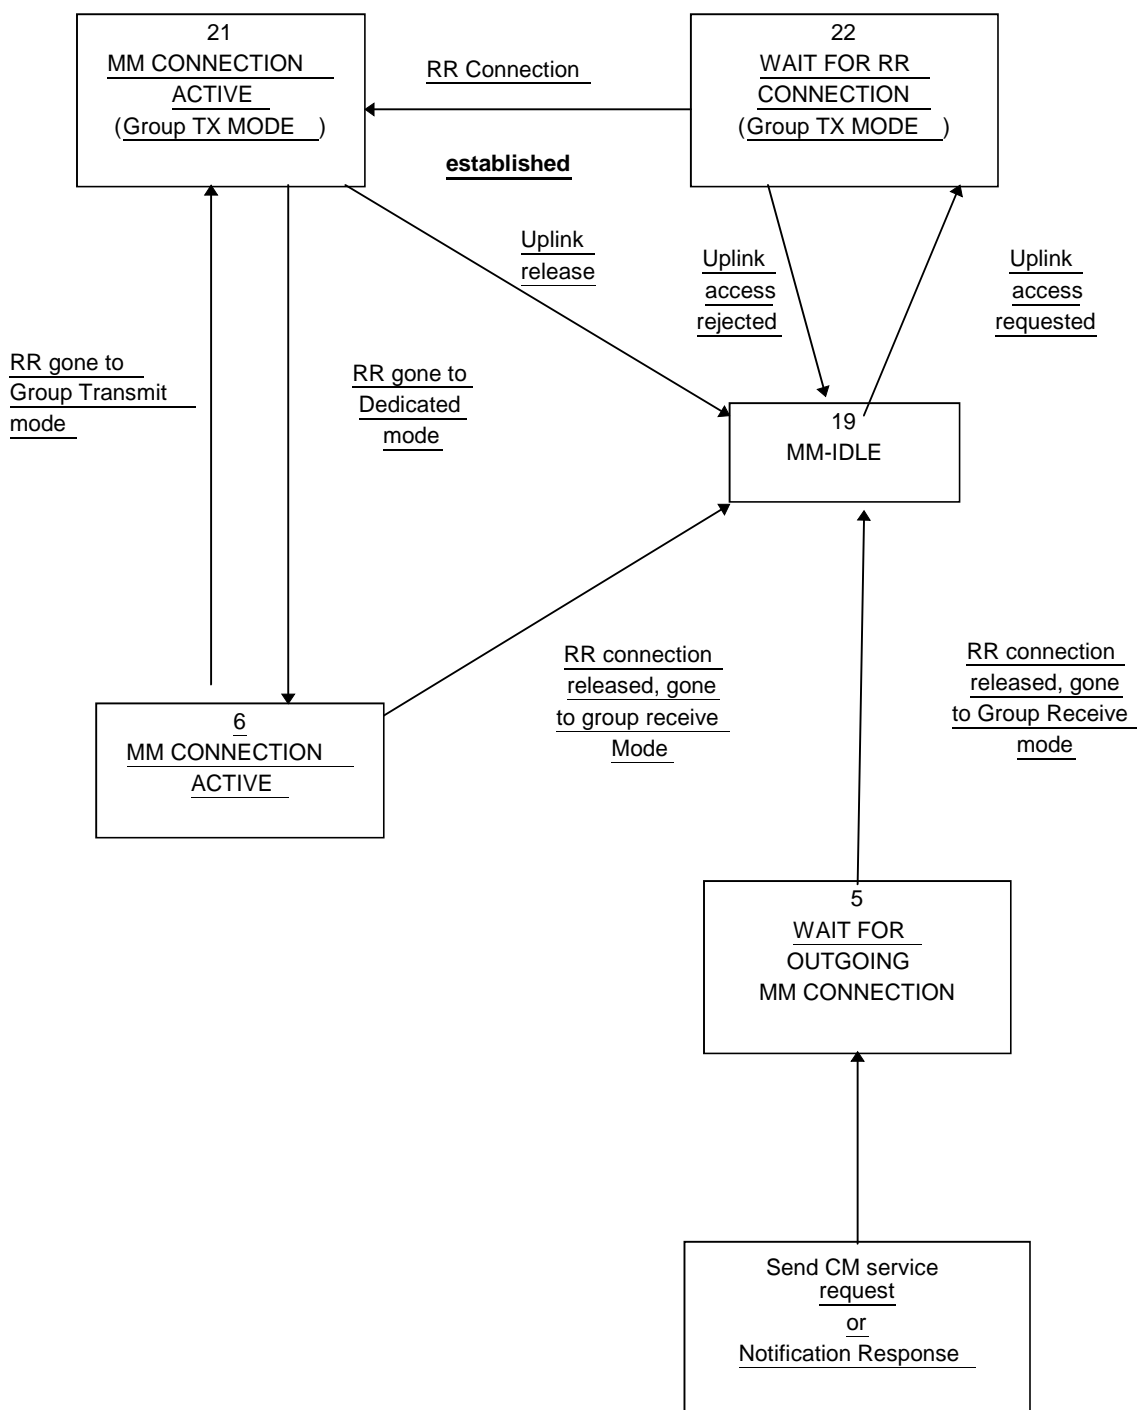 21
MM CONNECTION
ACTIVE
(Group TX MODE )
RR Connection
established
22
WAIT FOR RR
CONNECTION
(Group TX MODE )
Uplink
release
Uplink
access
rejected
Uplink
access
requested
RR gone to
Group Transmit
mode
RR gone to
Dedicated
mode
19
MM-IDLE
RR connection
released, gone
to group receive
Mode
RR connection
released, gone
to Group Receive
mode
6
MM CONNECTION
ACTIVE
5
WAIT FOR
OUTGOING
MM CONNECTION
Send CM service
request
or
Notification Response